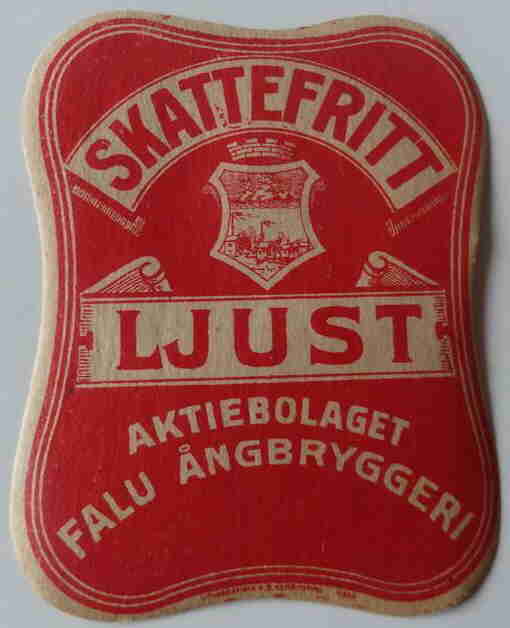 SKATTEFRITT
LJUST
AKTIEBOLAGET
FALU ÅNGBRYGGERI